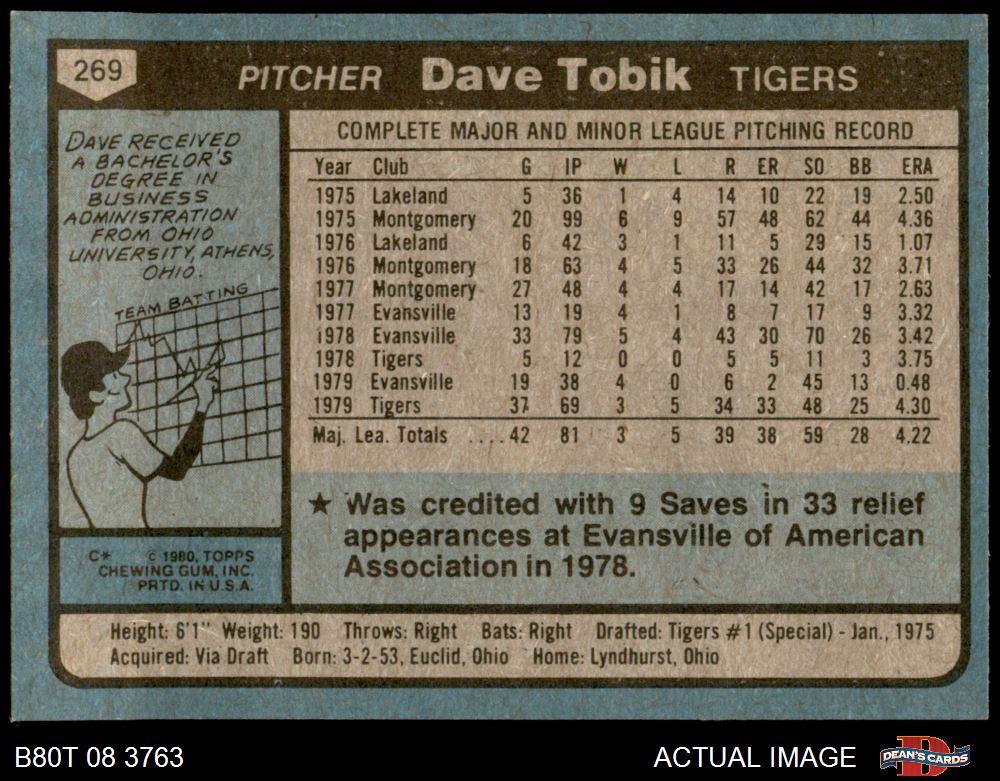 269
PITCHER Dave Tobik TIGERS
DAVE RECEIVED
A BACHELOR'S
DEGREE IN
BUSINESS
ADMINISTRATION
FROM OHIO
UNIVERSITY, ATHENS,
OHIO.
TEAM BATTING
COMPLETE MAJOR AND MINOR LEAGUE PITCHING RECORD
Year Club G IP W L R ER SO BB ERA
1975 Lakeland 5 36 1 4 14 10 22 19 2.50
1975 Montgomery 20 99 6 9 57 48 62 44 4.36
1976 Lakeland 6 42 3 1 11 5 29 15 1.07
1976 Montgomery 18 63 4 5 33 26 44 32 3.71
1977 Montgomery 27 48 4 4 17 14 42 17 2.63
1977 Evansville 13 19 4 1 8 7 17 9 3.32
1978 Evansville 33 79 5 4 43 30 70 26 3.42
1978 Tigers 5 12 0 0 5 5 11 3 3.75
1979 Evansville 19 38 4 0 6 2 45 13 0.48
1979 Tigers 37 69 3 5 34 33 48 25 4.30
Maj. Lea. Totals ....42 81 3 5 39 38 59 28 4.22
★ Was credited with 9 Saves in 33 relief
appearances at Evansville of American
Association in 1978.
C* © 1980, TOPPS
CHEWING GUM, INC.
PRTD. IN U.S.A.
Height: 6'1" Weight: 190 Throws: Right Bats: Right Drafted: Tigers #1 (Special) - Jan., 1975
Acquired: Via Draft Born: 3-2-53, Euclid, Ohio Home: Lyndhurst, Ohio
B80T 08 3763
ACTUAL IMAGE
D
DEAN'S CARDS